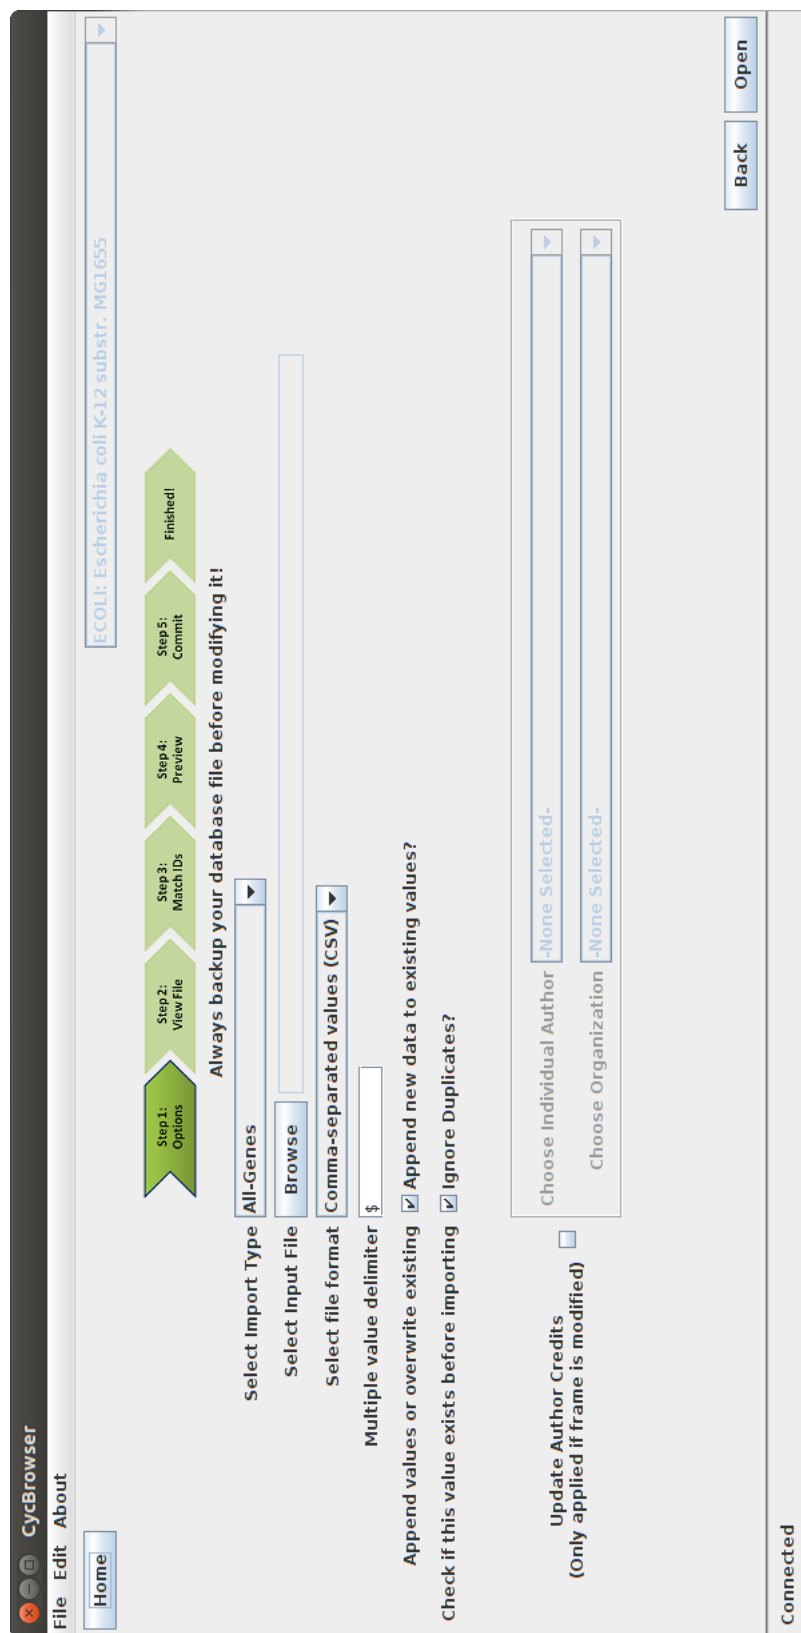 CycBrowser
File Edit About
Home
ECOLI: Escherichia coli K-12 substr. MG1655
Step 1:
Options
Step 2:
View File
Step 3:
Match IDs
Step 4:
Preview
Step 5:
Commit
Finished!
Always backup your database file before modifying it!
Select Import Type All-Genes
Select Input File Browse
Select file format Comma-separated values (CSV)
Multiple value delimiter $
Append values or overwrite existing Append new data to existing values?
Check if this value exists before importing Ignore Duplicates?
Update Author Credits
(Only applied if frame is modified)
Choose Individual Author -None Selected-
Choose Organization -None Selected-
Back Open
Connected